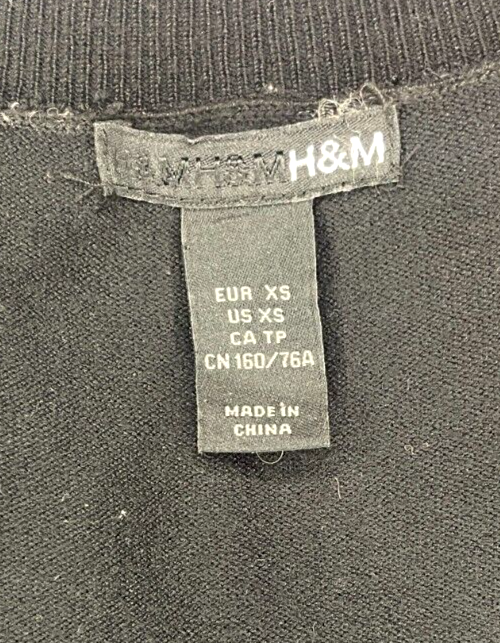 H&MH&MH&M
EUR XS
US XS
CA TP
CN 160/76A
MADE IN
CHINA